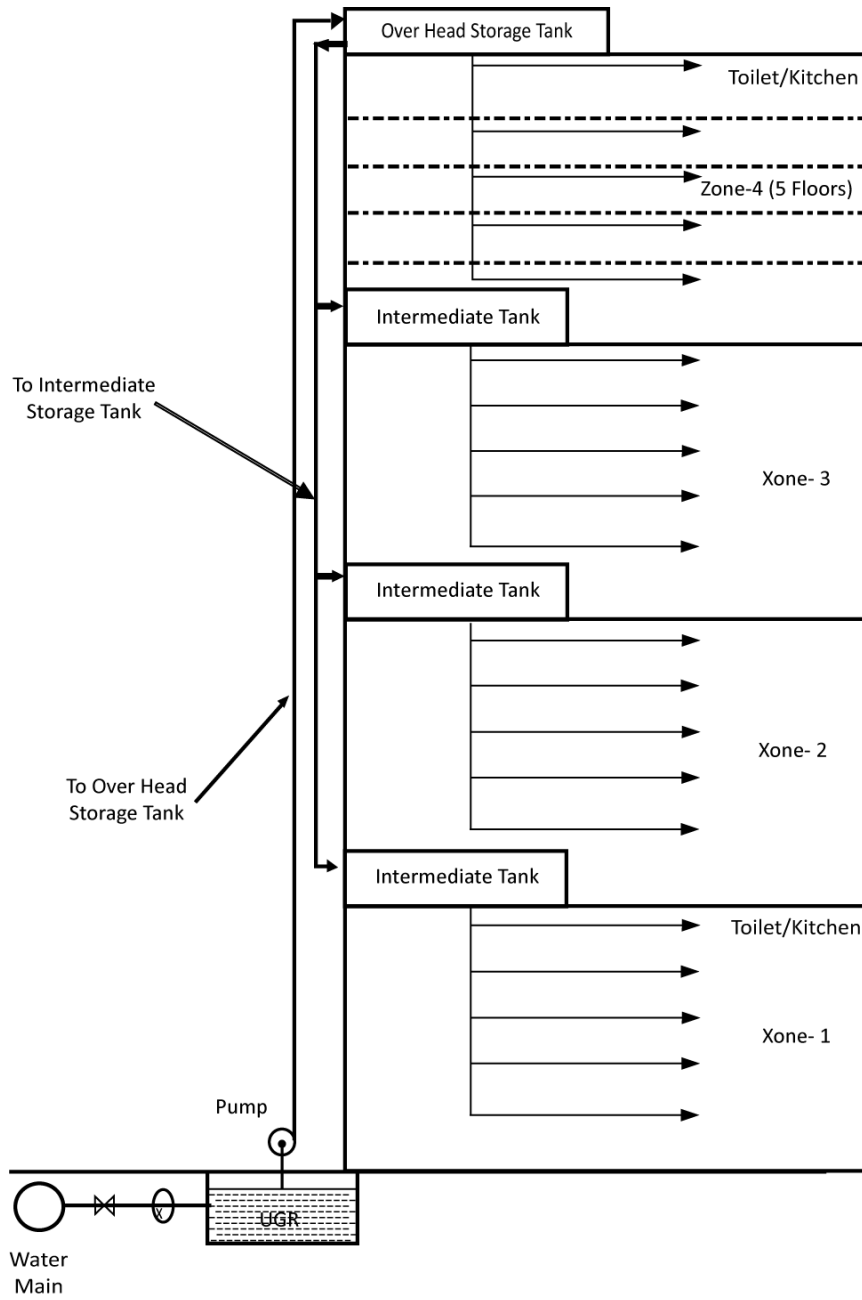 Over Head Storage Tank
Toilet/Kitchen
Zone-4 (5 Floors)
Intermediate Tank
To Intermediate
Storage Tank
Xone- 3
Intermediate Tank
Xone- 2
To Over Head
Storage Tank
Intermediate Tank
Toilet/Kitchen
Xone- 1
Pump
X
UGR
Water
Main